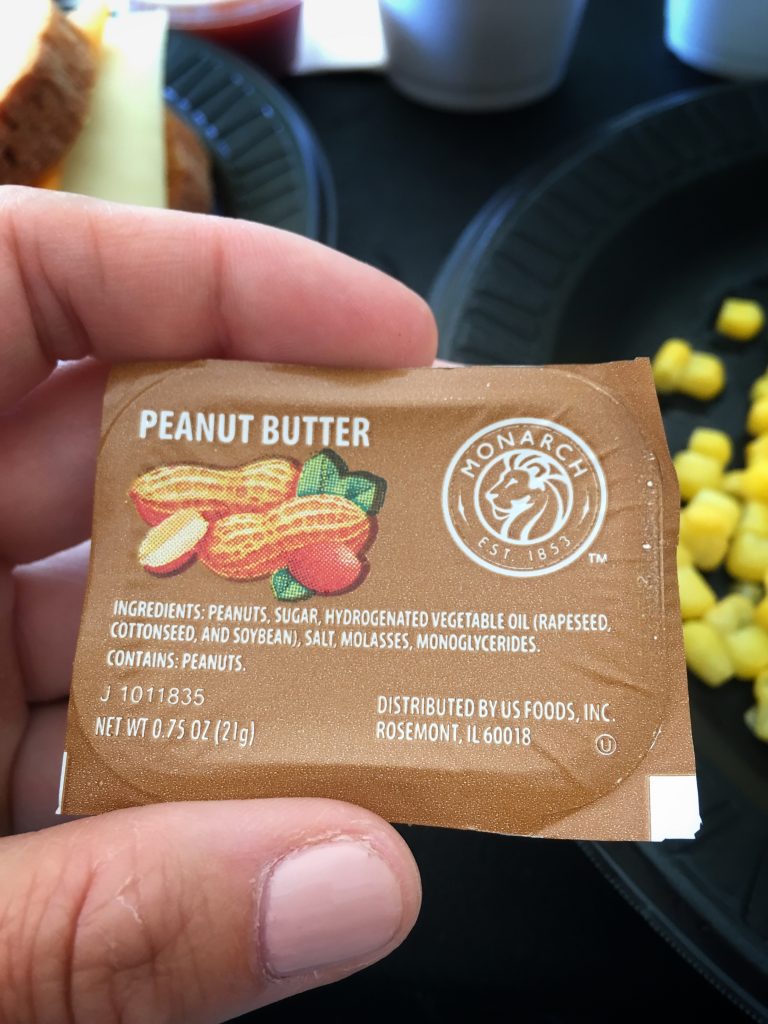 PEANUT BUTTER
MONARCH
EST. 1853
TM
INGREDIENTS: PEANUTS, SUGAR, HYDROGENATED VEGETABLE OIL (RAPESEED,
COTTONSEED, AND SOYBEAN), SALT, MOLASSES, MONOGLYCERIDES.
CONTAINS: PEANUTS.
J 1011835
NET WT 0.75 OZ (21g)
DISTRIBUTED BY US FOODS, INC.
ROSEMONT, IL 60018
U